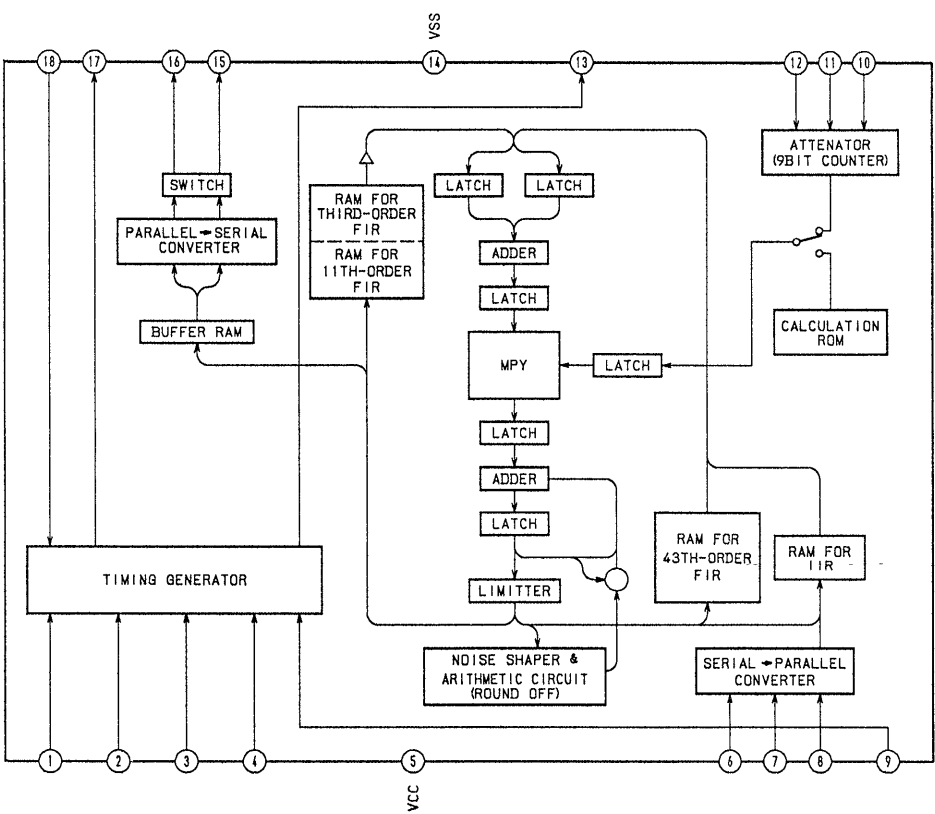 VSS
18
17
16
15
14
13
12
11
10
ATTENATOR
(9BIT COUNTER)
SWITCH
LATCH
LATCH
RAM FOR
THIRD-ORDER
FIR
PARALLEL→SERIAL
CONVERTER
RAM FOR
11TH-ORDER
FIR
ADDER
LATCH
BUFFER RAM
CALCULATION
ROM
MPY
LATCH
LATCH
ADDER
LATCH
RAM FOR
43TH-ORDER
FIR
RAM FOR
IIR
TIMING GENERATOR
LIMITTER
NOISE SHAPER &
ARITHMETIC CIRCUIT
(ROUND OFF)
SERIAL→PARALLEL
CONVERTER
1
2
3
4
5
6
7
8
9
VCC